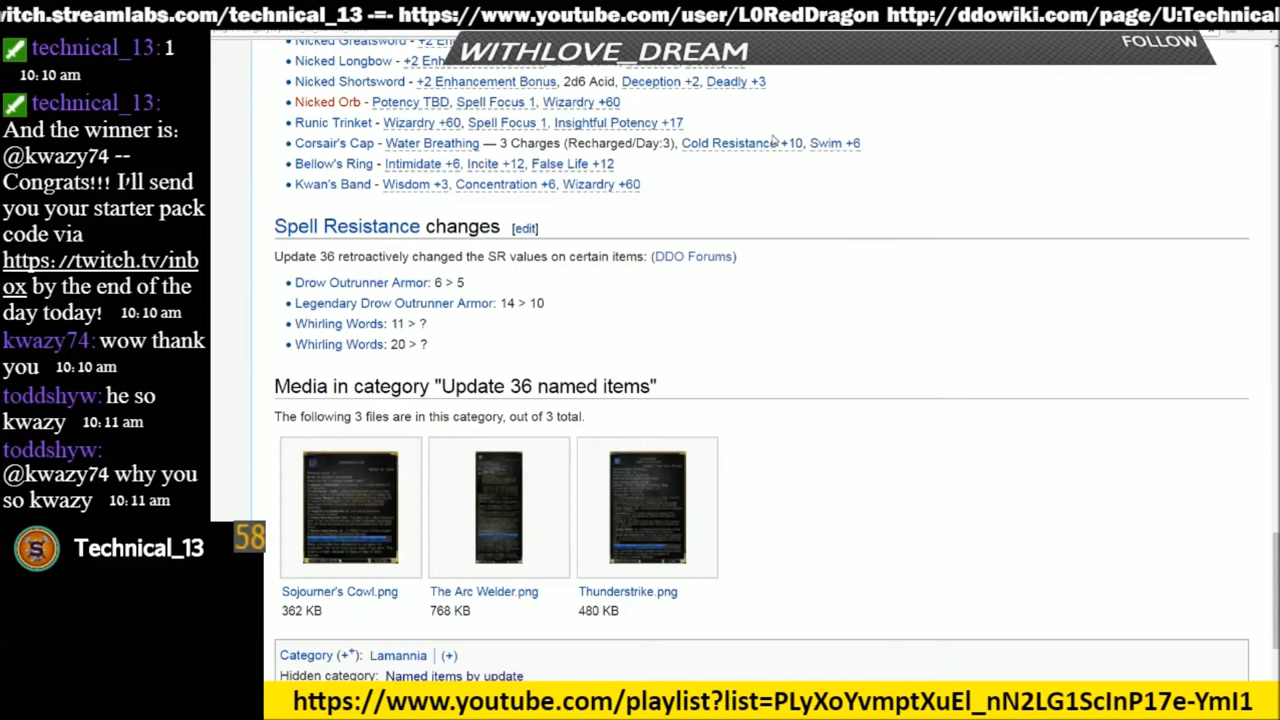 witch.streamlabs.com/technical_13 -=- https://www.youtube.com/user/L0RedDragon http://ddowiki.com/page/U:Technical
WITHLOVE_DREAM
FOLLOW
technical_13: 1
10:10 am
technical_13:
And the winner is:
@kwazy74 --
Congrats!!! I'll send
you your starter pack
code via
https://twitch.tv/inb
ox by the end of the
day today! 10:10 am
kwazy74: wow thank
you 10:10 am
toddshyw: he so
kwazy 10:11 am
toddshyw:
@kwazy74 why you
so kwazy 10:11 am
Technical_13
58
Nicked Greatsword - +2 En
Nicked Longbow - +2 Enh
Nicked Shortsword - +2 Enhancement Bonus, 2d6 Acid, Deception +2, Deadly +3
Nicked Orb - Potency TBD, Spell Focus 1, Wizardry +60
Runic Trinket - Wizardry +60, Spell Focus 1, Insightful Potency +17
Corsair's Cap - Water Breathing — 3 Charges (Recharged/Day:3), Cold Resistance +10, Swim +6
Bellow's Ring - Intimidate +6, Incite +12, False Life +12
Kwan's Band - Wisdom +3, Concentration +6, Wizardry +60
Spell Resistance changes [edit]
Update 36 retroactively changed the SR values on certain items: (DDO Forums)
Drow Outrunner Armor: 6 > 5
Legendary Drow Outrunner Armor: 14 > 10
Whirling Words: 11 > ?
Whirling Words: 20 > ?
Media in category "Update 36 named items"
The following 3 files are in this category, out of 3 total.
Sojourner's Cowl.png
362 KB
The Arc Welder.png
768 KB
Thunderstrike.png
480 KB
Category (+⁺): Lamannia | (+)
Hidden category: Named items by update
https://www.youtube.com/playlist?list=PLyXoYvmptXuEl_nN2LG1ScInP17e-YmI1